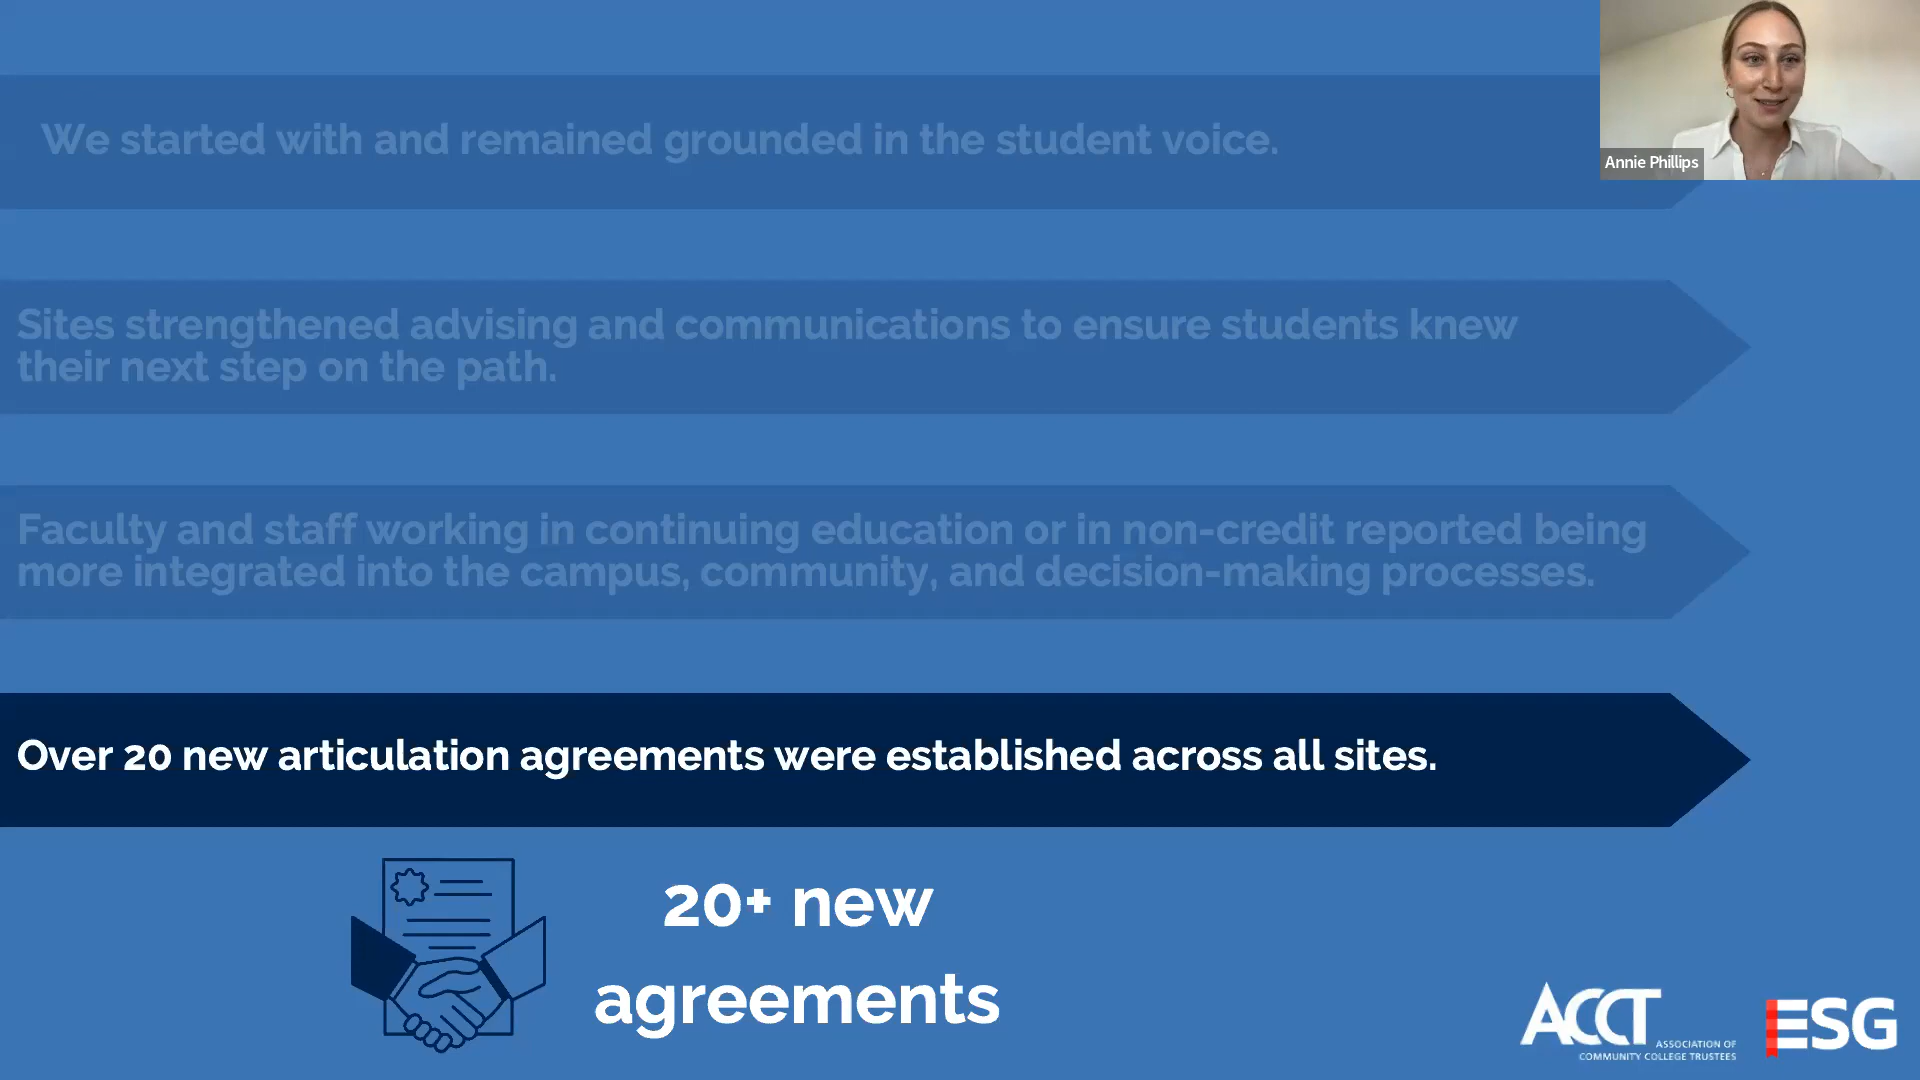 We started with and remained grounded in the student voice.
Annie Phillips
Sites strengthened advising and communications to ensure students knew
their next step on the path.
Faculty and staff working in continuing education or in non-credit reported being
more integrated into the campus, community, and decision-making processes.
Over 20 new articulation agreements were established across all sites.
20+ new
agreements
ACCT
ASSOCIATION OF
COMMUNITY COLLEGE TRUSTEES
ESG